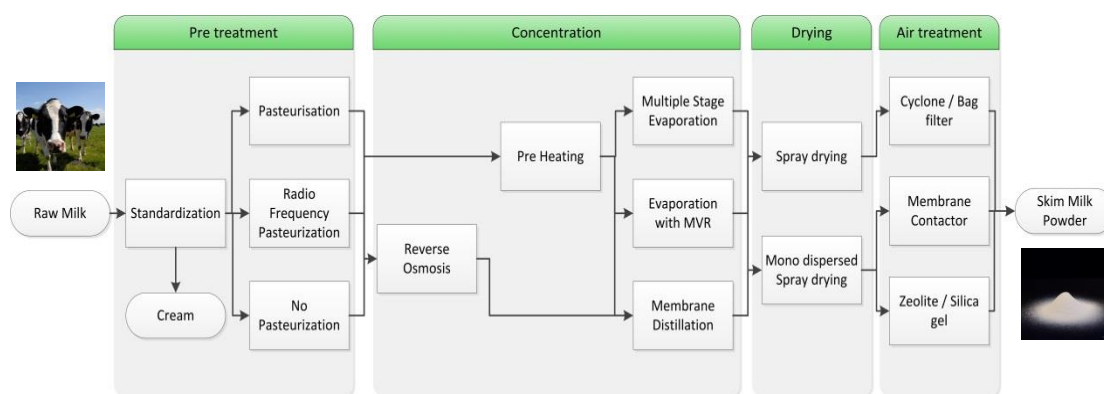 Pre treatment
Concentration
Drying
Air treatment
Raw Milk
Standardization
Cream
Pasteurisation
Radio
Frequency
Pasteurization
No
Pasteurization
Reverse
Osmosis
Pre Heating
Multiple Stage
Evaporation
Evaporation
with MVR
Membrane
Distillation
Spray drying
Mono dispersed
Spray drying
Cyclone / Bag
filter
Membrane
Contactor
Zeolite / Silica
gel
Skim Milk
Powder